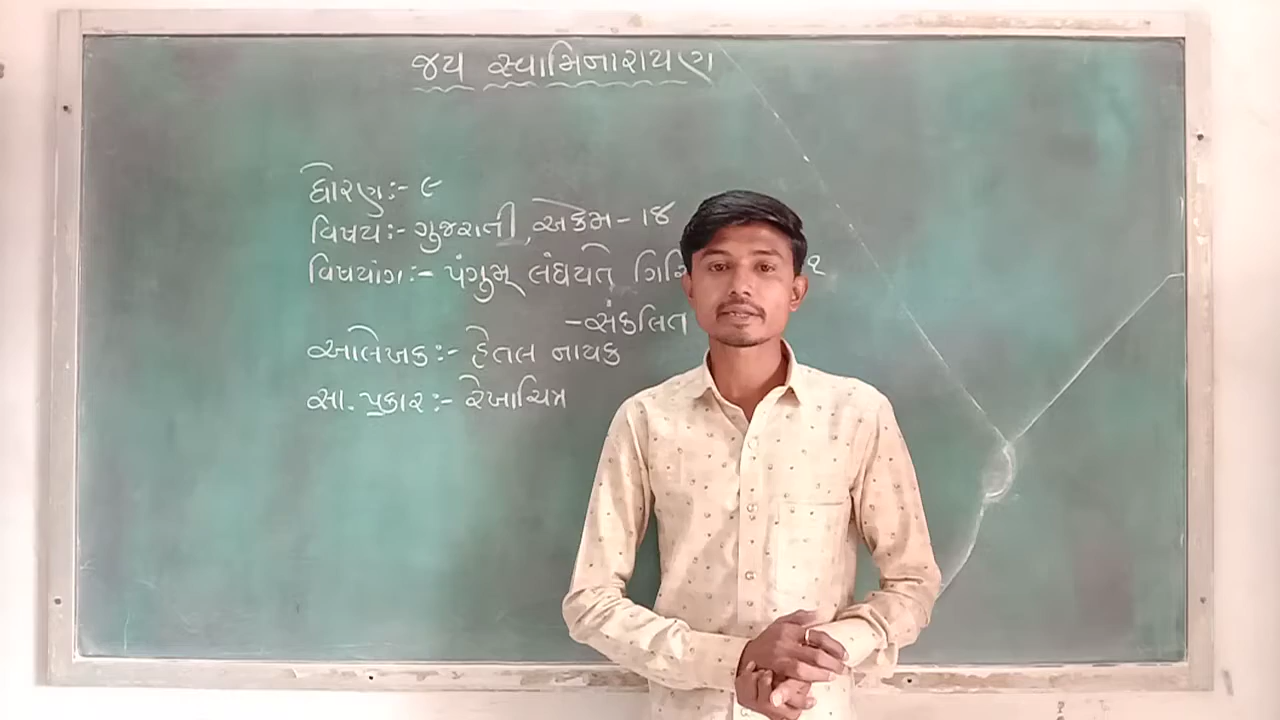 જય સ્વામિનારાયણ
ધોરણ:- ૯
વિષય:- ગુજરાતી, એકમ - ૧૪
વિષયાંગ:- પંગુમ્ લંઘયતે
- સંકલિત
આલેખક:- હેતલ નાયક
સા. પ્રકાર:- રેખાચિત્ર